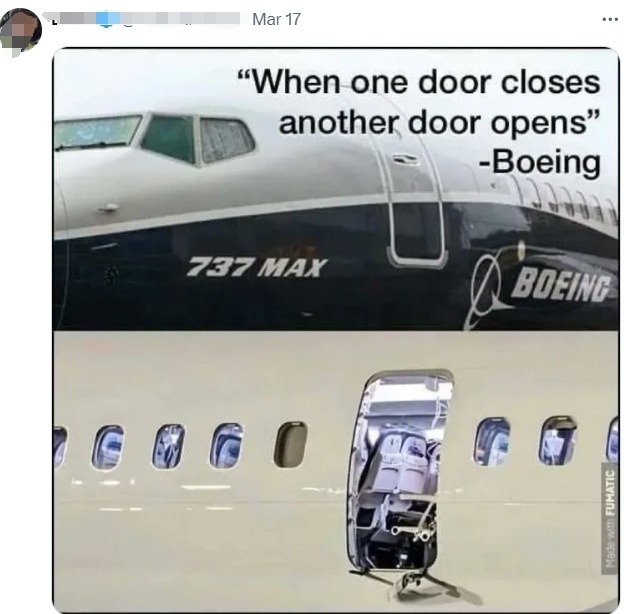 Mar 17
“When one door closes
another door opens”
-Boeing
737 MAX
BOEING
Made with FUMATIC